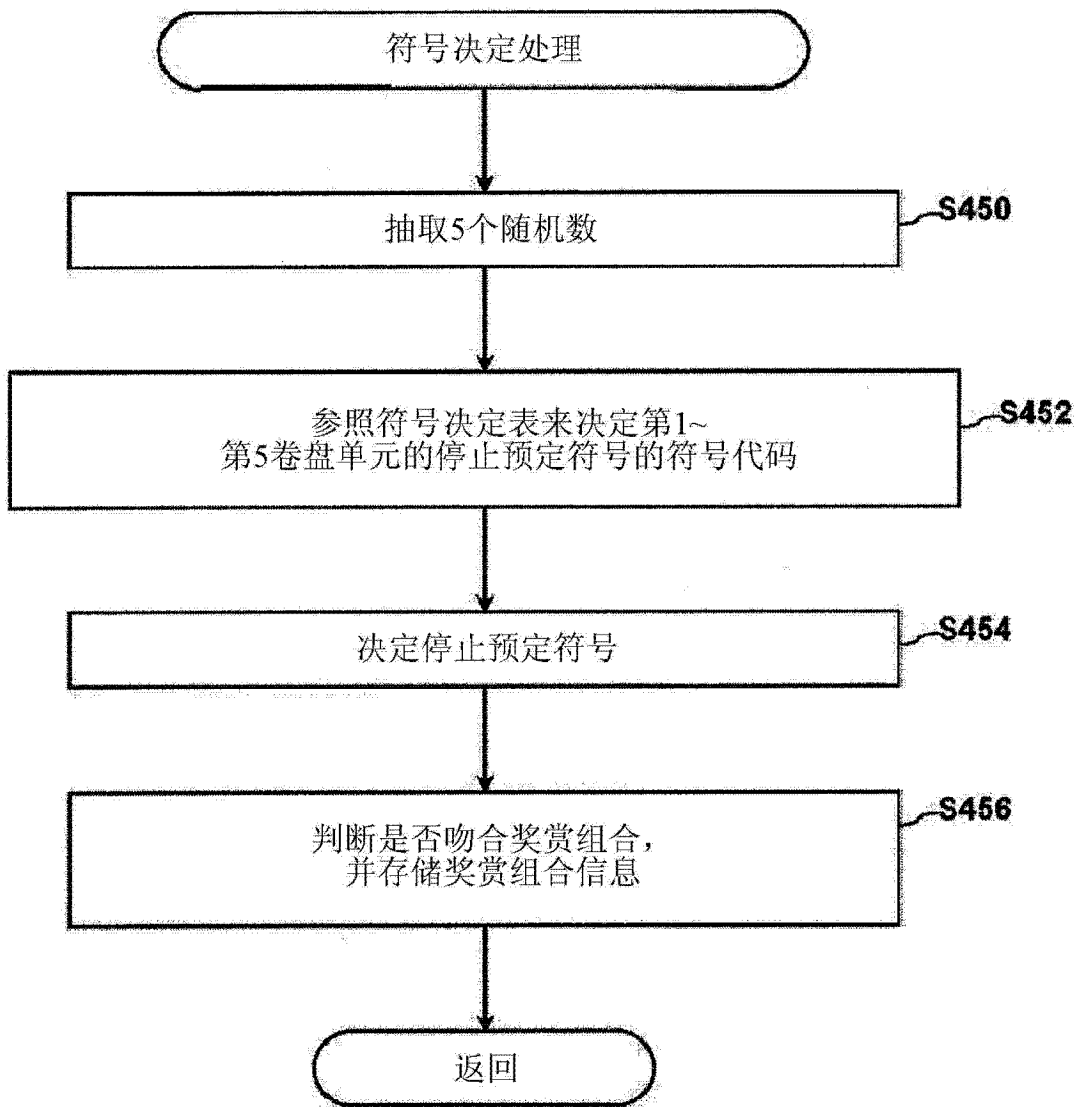 符号决定处理
抽取5个随机数
S450
参照符号决定表来决定第1~
第5卷盘单元的停止预定符号的符号代码
S452
决定停止预定符号
S454
判断是否吻合奖赏组合，
并存储奖赏组合信息
S456
返回